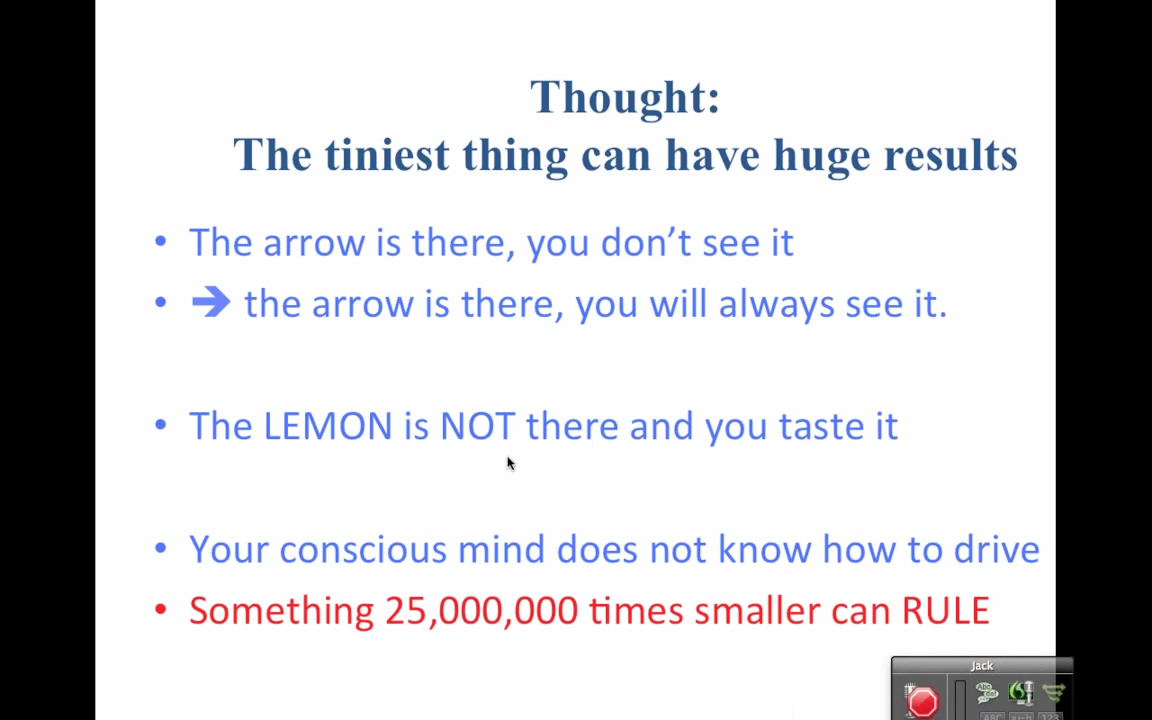 Thought:
The tiniest thing can have huge results
• The arrow is there, you don’t see it
• ➔ the arrow is there, you will always see it.
• The LEMON is NOT there and you taste it
• Your conscious mind does not know how to drive
• Something 25,000,000 times smaller can RULE
Jack